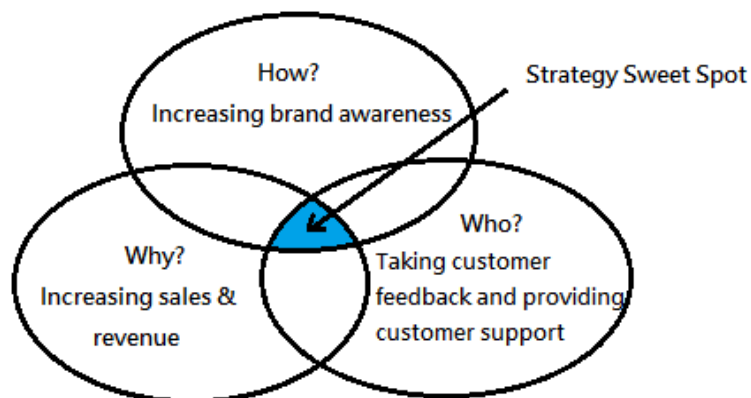 How?
Increasing brand awareness
Strategy Sweet Spot
Why?
Increasing sales &
revenue
Who?
Taking customer
feedback and providing
customer support